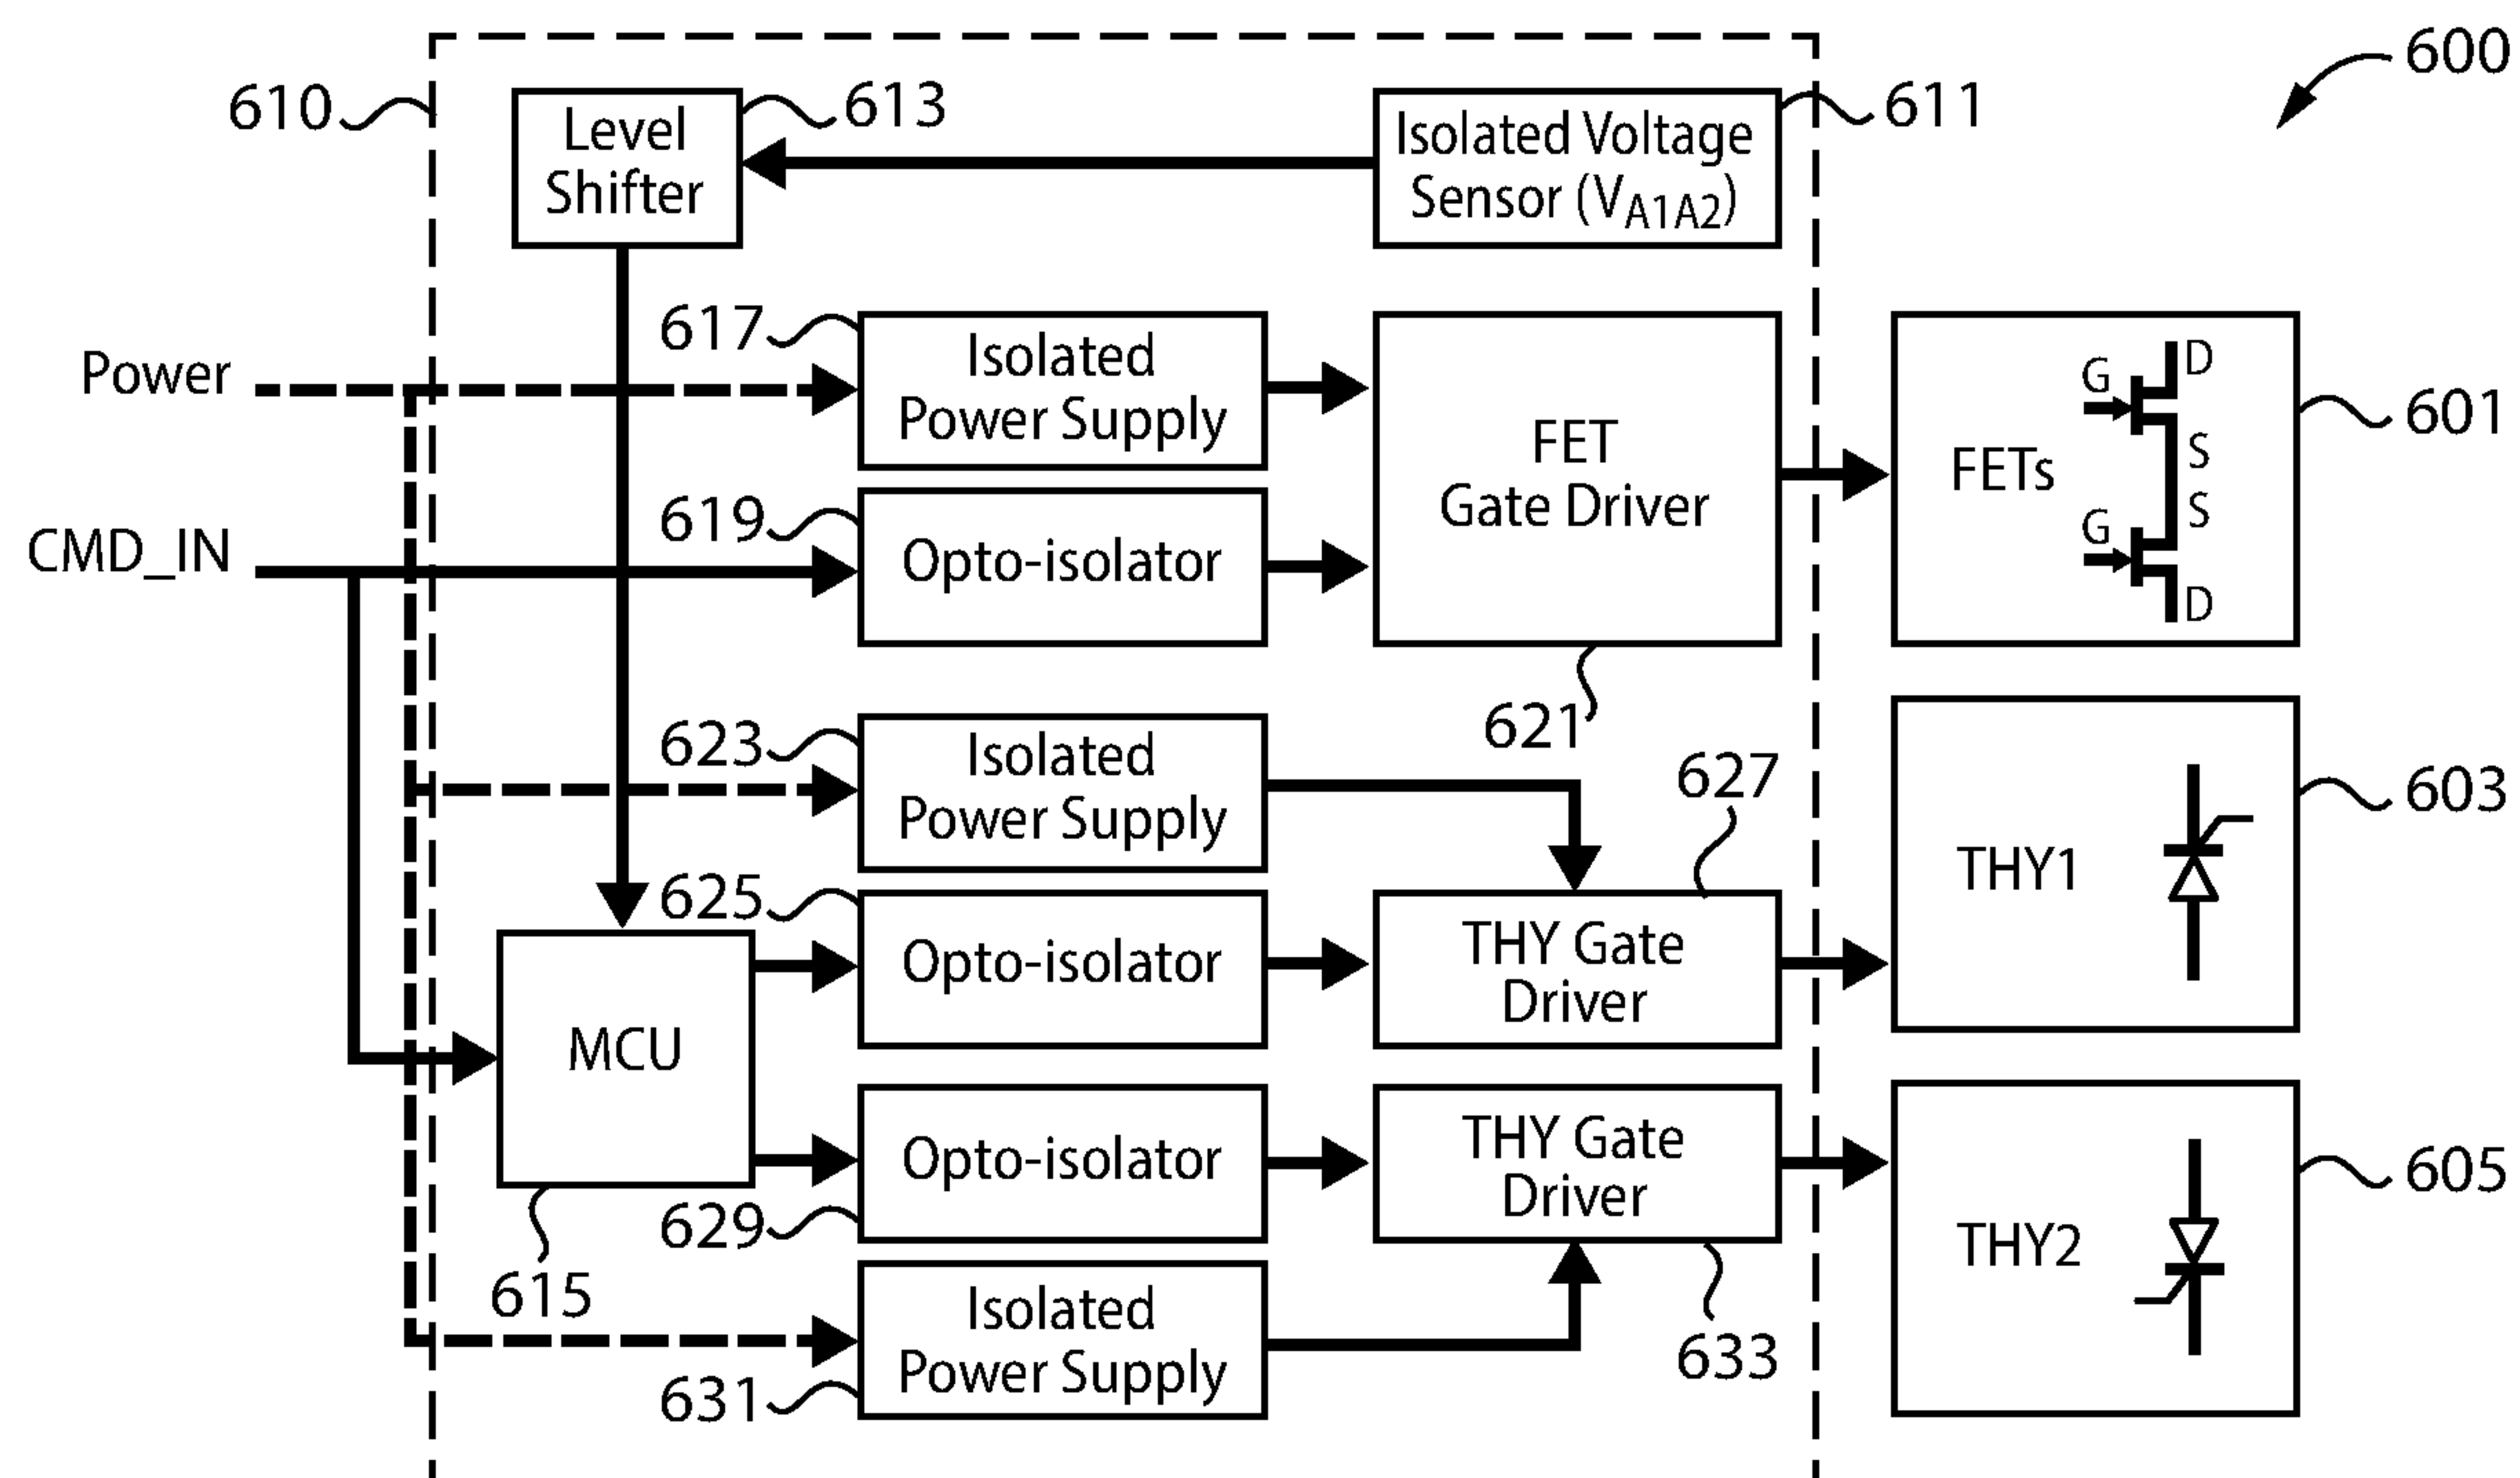 600
610
613
611
Level
Shifter
Isolated Voltage
Sensor (VA1A2)
617
Power
Isolated
Power Supply
FET
Gate Driver
FETs
G
D
S
S
G
D
601
619
CMD_IN
Opto-isolator
621
623
Isolated
Power Supply
627
603
625
Opto-isolator
THY Gate
Driver
THY1
MCU
Opto-isolator
THY Gate
Driver
605
629
THY2
615
Isolated
Power Supply
633
631